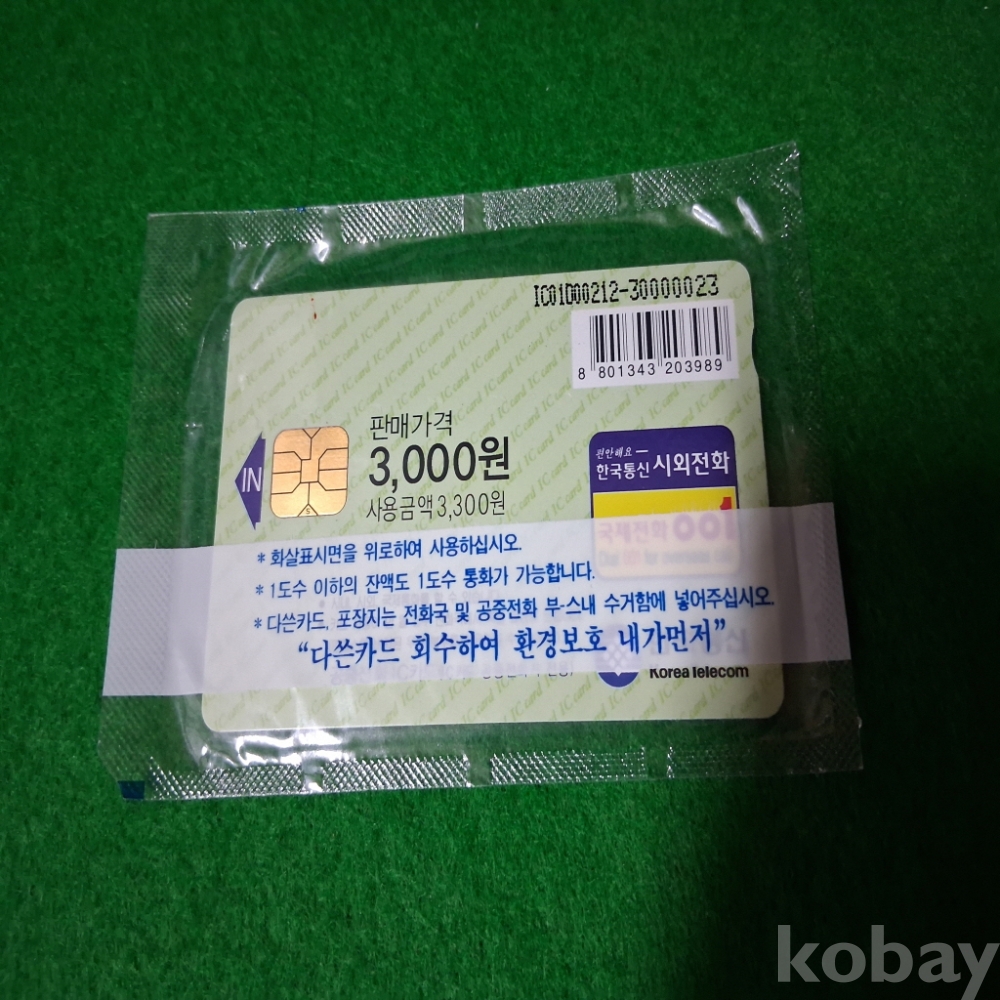 IC01D00212-30000023
8 801343 203989
판매가격
3,000원
사용금액3,300원
IN
편안해요—
한국통신 시외전화
국제전화 001
* 화살표시면을 위로하여 사용하십시오.
* 1도수 이하의 잔액도 1도수 통화가 가능합니다.
* 다쓴카드, 포장지는 전화국 및 공중전화 부-스내 수거함에 넣어주십시오.
“다쓴카드 회수하여 환경보호 내가먼저”
Korea Telecom
kobay